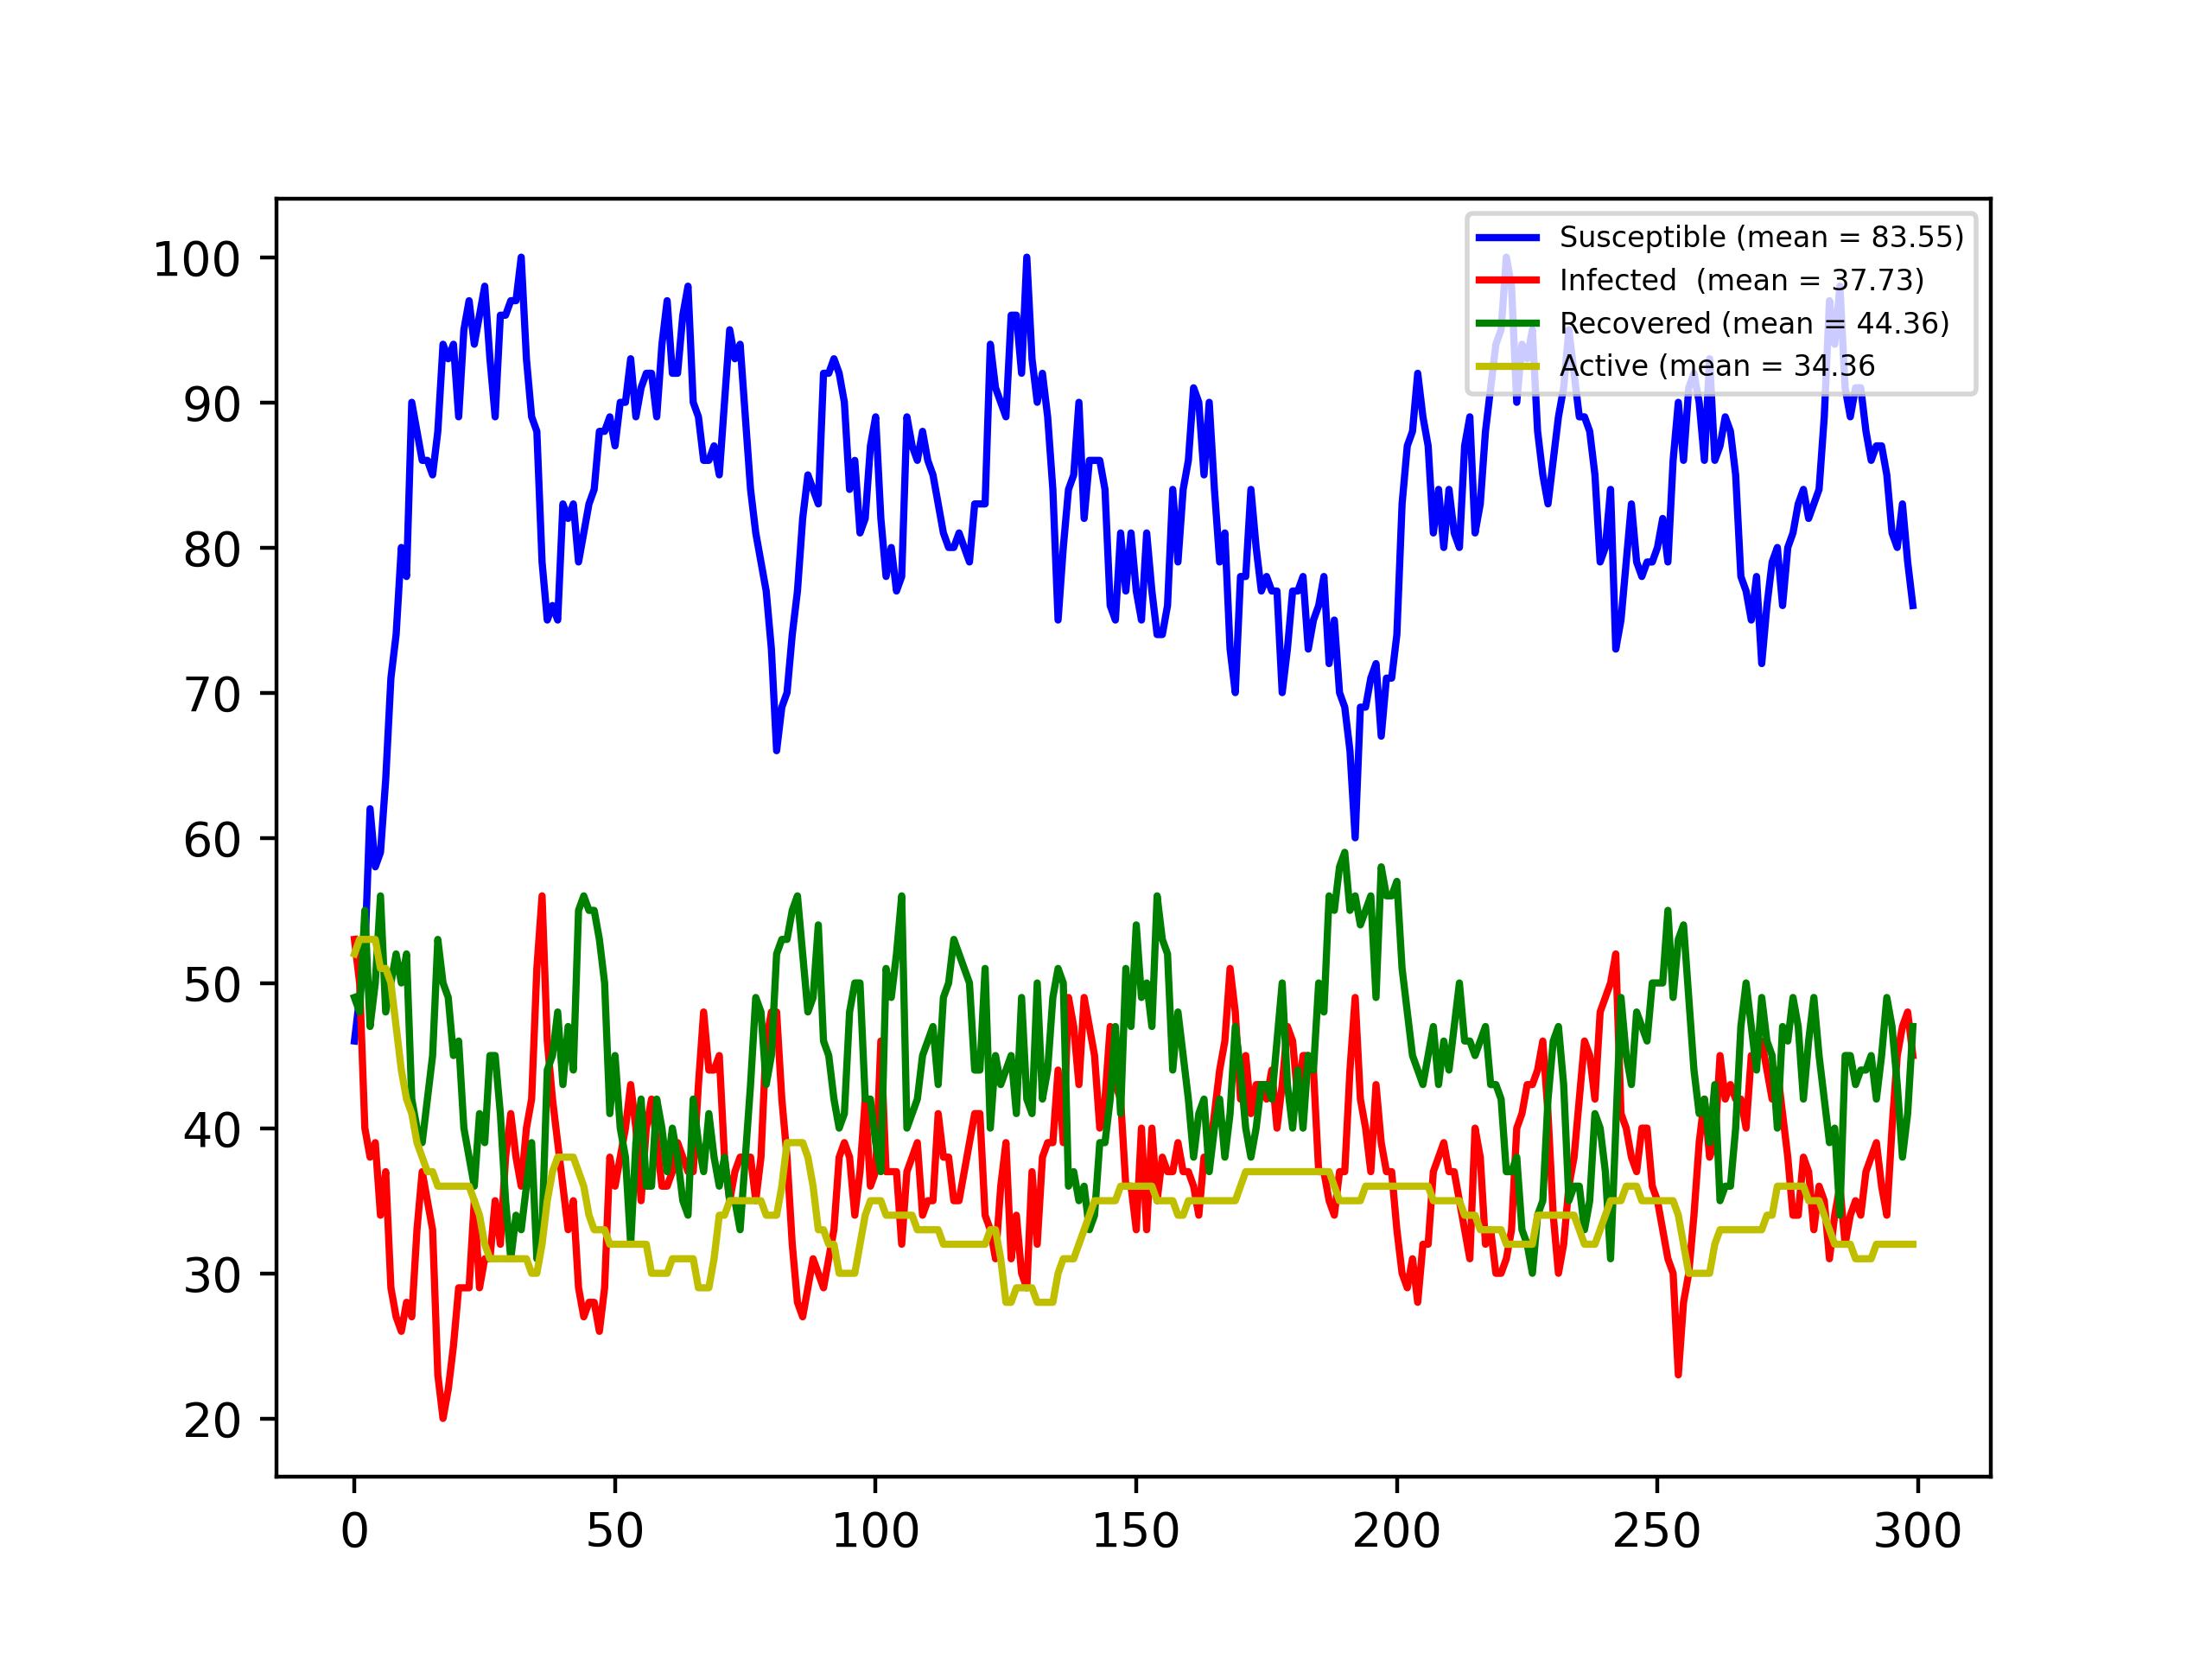 Susceptible (mean = 83.55)
Infected  (mean = 37.73)
Recovered (mean = 44.36)
Active (mean = 34.36
100
90
80
70
60
50
40
30
20
0 50 100 150 200 250 300